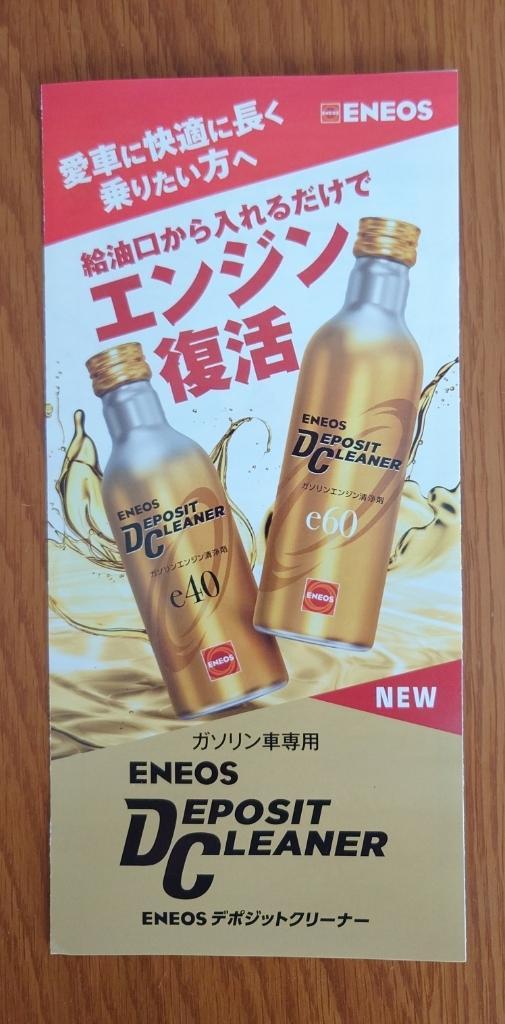 ENEOS
愛車に快適に長く
乗りたい方へ
給油口から入れるだけで
エンジン
復活
ENEOS
DEPOSIT
CLEANER
ガソリンエンジン清浄剤
e60
ENEOS
ENEOS
DEPOSIT
CLEANER
ガソリンエンジン清浄剤
e40
ENEOS
NEW
ガソリン車専用
ENEOS
DEPOSIT
CLEANER
ENEOS デポジットクリーナー